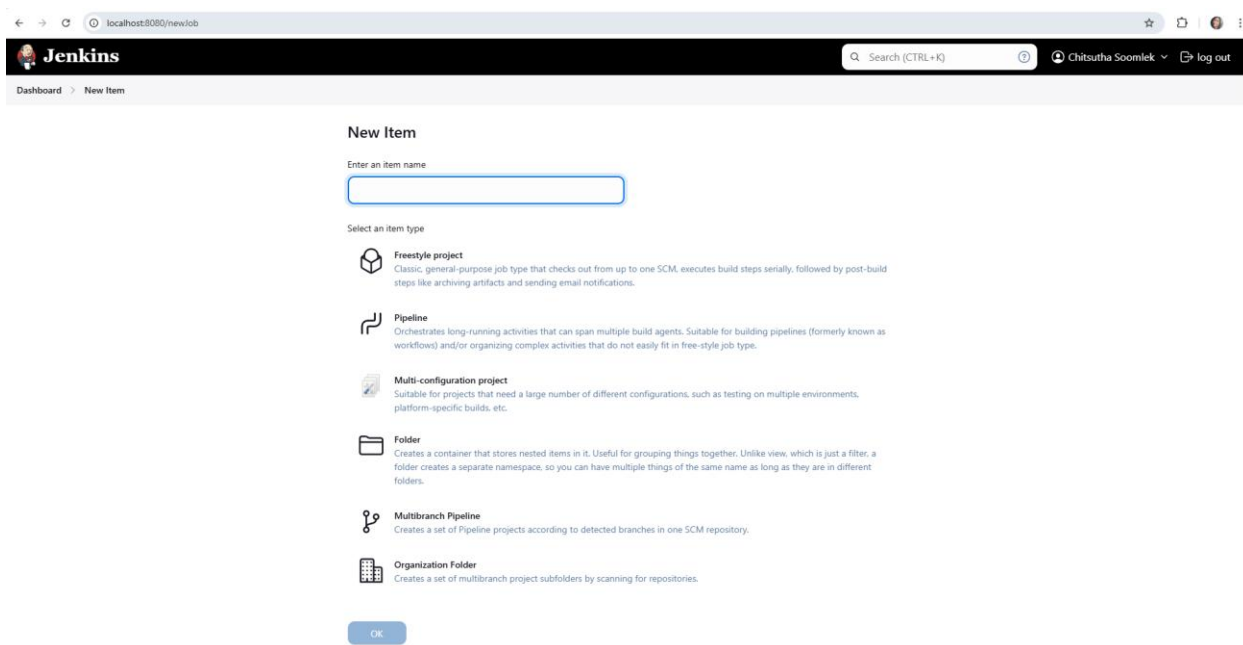 localhost:8080/newJob
Jenkins
Search (CTRL+K)
Chitsutha Soomlek
log out
Dashboard > New Item
New Item
Enter an item name
Select an item type
Freestyle project
Classic, general-purpose job type that checks out from up to one SCM, executes build steps serially, followed by post-build
steps like archiving artifacts and sending email notifications.
Pipeline
Orchestrates long-running activities that can span multiple build agents. Suitable for building pipelines (formerly known as
workflows) and/or organizing complex activities that do not easily fit in free-style job type.
Multi-configuration project
Suitable for projects that need a large number of different configurations, such as testing on multiple environments,
platform-specific builds, etc.
Folder
Creates a container that stores nested items in it. Useful for grouping things together. Unlike view, which is just a filter, a
folder creates a separate namespace, so you can have multiple things of the same name as long as they are in different
folders.
Multibranch Pipeline
Creates a set of Pipeline projects according to detected branches in one SCM repository.
Organization Folder
Creates a set of multibranch project subfolders by scanning for repositories.
OK